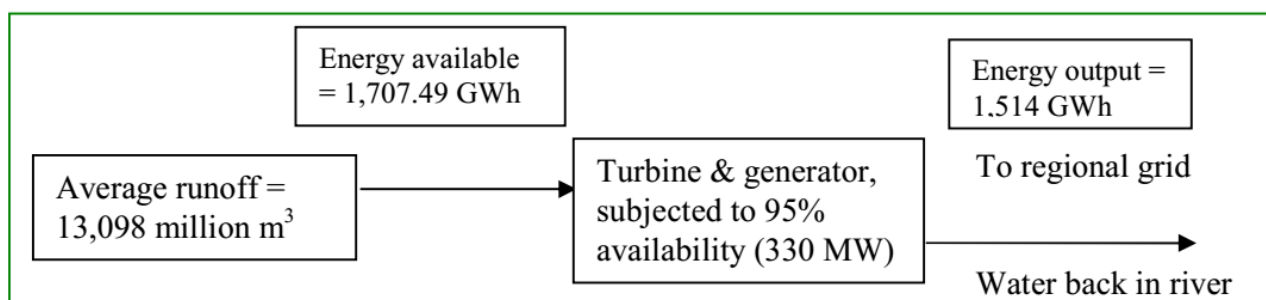 Energy available
= 1,707.49 GWh
Energy output =
1,514 GWh
Average runoff =
13,098 million m³
Turbine & generator,
subjected to 95%
availability (330 MW)
To regional grid
Water back in river